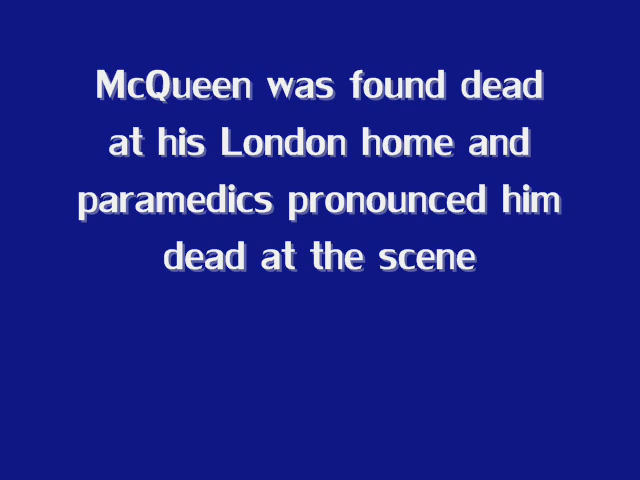 McQueen was found dead
at his London home and
paramedics pronounced him
dead at the scene